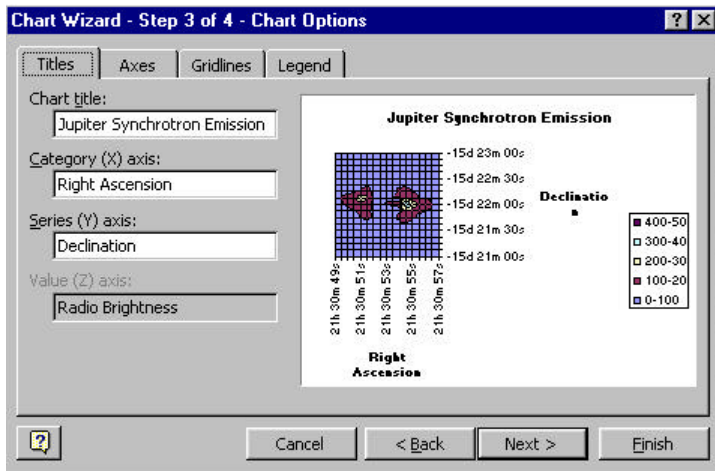 Chart Wizard - Step 3 of 4 - Chart Options
Titles Axes Gridlines Legend
Chart title:
Jupiter Synchrotron Emission
Category (X) axis:
Right Ascension
Series (Y) axis:
Declination
Value (Z) axis:
Radio Brightness
Jupiter Synchrotron Emission
-15d 23m 00s
-15d 22m 30s
-15d 22m 00s
-15d 21m 30s
-15d 21m 00s
Declinatio
n
21h 30m 49s
21h 30m 51s
21h 30m 53s
21h 30m 55s
21h 30m 57s
Right
Ascension
400-50
300-40
200-30
100-20
0-100
Cancel < Back Next > Finish